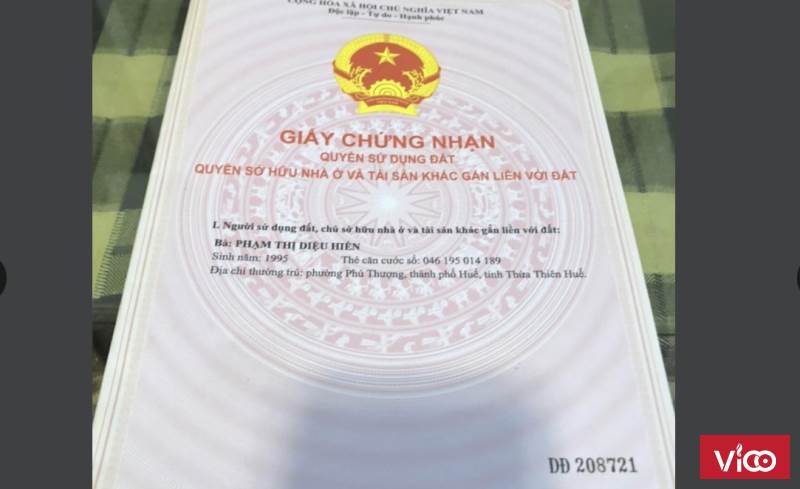 CỘNG HÒA XÃ HỘI CHỦ NGHĨA VIỆT NAM
Độc lập - Tự do - Hạnh phúc
GIẤY CHỨNG NHẬN
QUYỀN SỬ DỤNG ĐẤT
QUYỀN SỞ HỮU NHÀ Ở VÀ TÀI SẢN KHÁC GẮN LIỀN VỚI ĐẤT
I. Người sử dụng đất, chủ sở hữu nhà ở và tài sản khác gắn liền với đất:
Bà: PHẠM THỊ DIỆU HIỀN
Sinh năm: 1995 Thẻ căn cước số: 046 195 014 189
Địa chỉ thường trú: phường Phú Thượng, thành phố Huế, tỉnh Thừa Thiên Huế.
DĐ 208721
ViCO